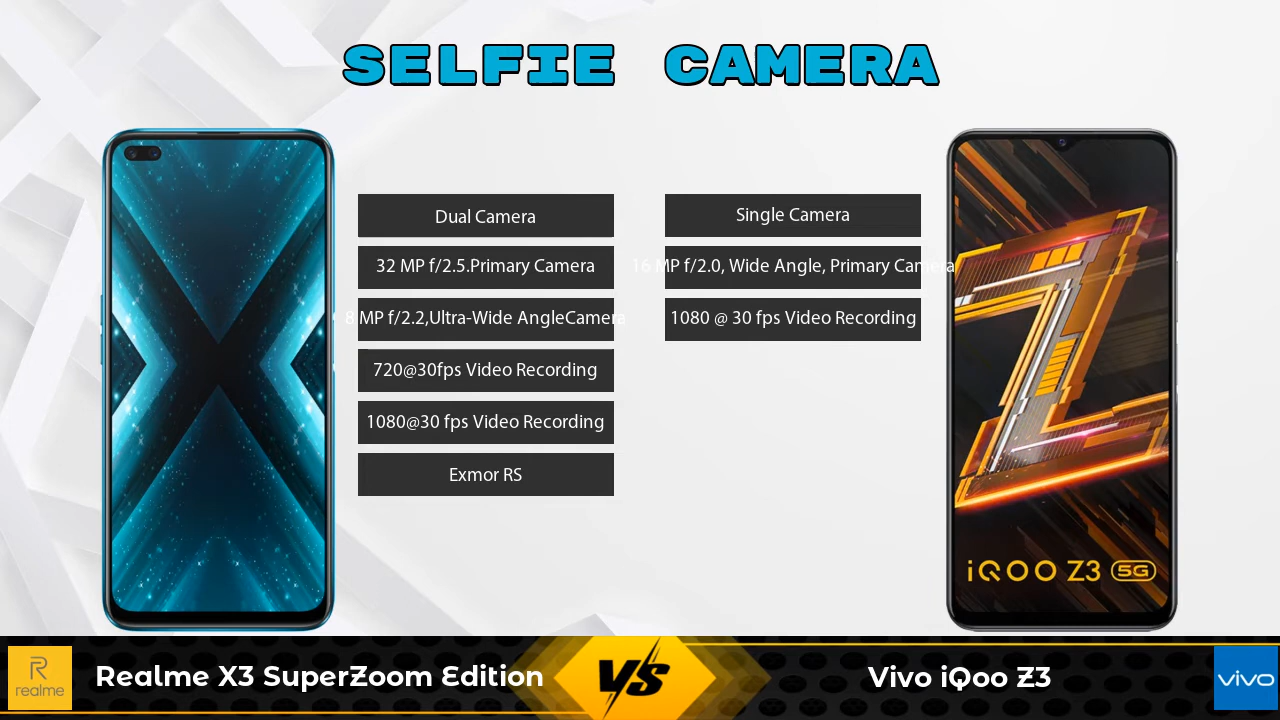 SELFIE CAMERA
Dual Camera
32 MP f/2.5.Primary Camera
8 MP f/2.2,Ultra-Wide AngleCamera
720@30fps Video Recording
1080@30 fps Video Recording
Exmor RS
Single Camera
16 MP f/2.0, Wide Angle, Primary Camera
1080 @ 30 fps Video Recording
iQOO Z3 5G
realme
Realme X3 SuperZoom Edition
VS
Vivo iQoo Z3
vivo